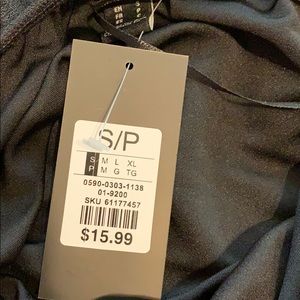 S/P
S M L XL
P M G TG
0590-0303-1138
01-9200
SKU 61177457
$15.99